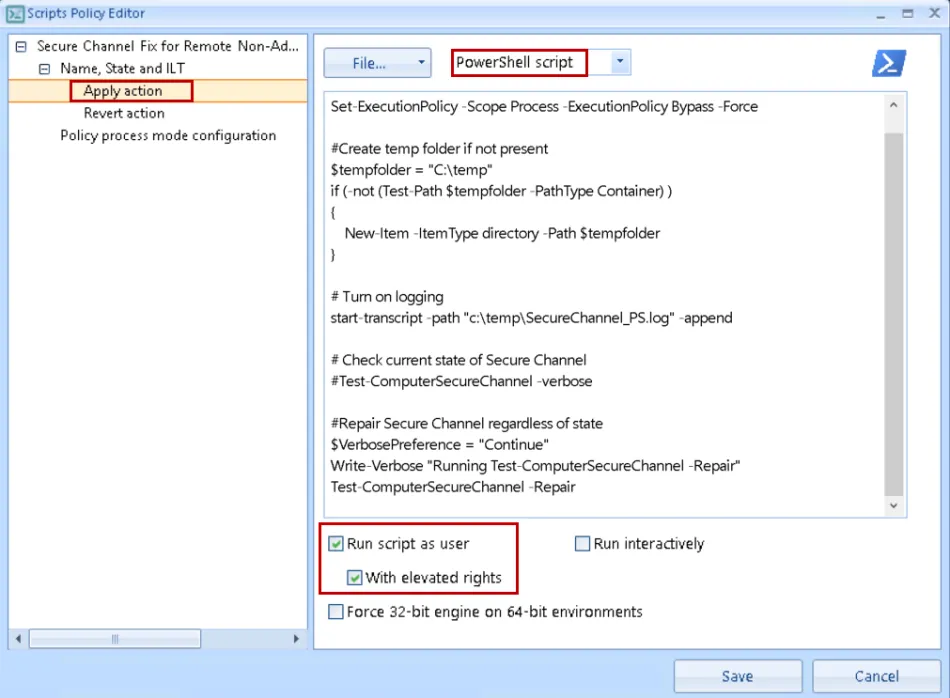 Scripts Policy Editor
Secure Channel Fix for Remote Non-Ad...
Name, State and ILT
Apply action
Revert action
Policy process mode configuration
File...
PowerShell script
Set-ExecutionPolicy -Scope Process -ExecutionPolicy Bypass -Force
#Create temp folder if not present
$tempfolder = "C:\temp"
if (-not (Test-Path $tempfolder -PathType Container) )
{
New-Item -ItemType directory -Path $tempfolder
}
# Turn on logging
start-transcript -path "c:\temp\SecureChannel_PS.log" -append
# Check current state of Secure Channel
#Test-ComputerSecureChannel -verbose
#Repair Secure Channel regardless of state
$VerbosePreference = "Continue"
Write-Verbose "Running Test-ComputerSecureChannel -Repair"
Test-ComputerSecureChannel -Repair
Run script as user
Run interactively
With elevated rights
Force 32-bit engine on 64-bit environments
Save
Cancel